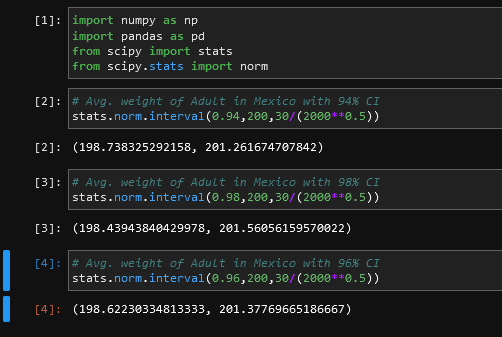 [1]: import numpy as np
import pandas as pd
from scipy import stats
from scipy.stats import norm
[2]: # Avg. weight of Adult in Mexico with 94% CI
stats.norm.interval(0.94,200,30/(2000**0.5))
[2]: (198.738325292158, 201.261674707842)
[3]: # Avg. weight of Adult in Mexico with 98% CI
stats.norm.interval(0.98,200,30/(2000**0.5))
[3]: (198.43943840429978, 201.56056159570022)
[4]: # Avg. weight of Adult in Mexico with 96% CI
stats.norm.interval(0.96,200,30/(2000**0.5))
[4]: (198.62230334813333, 201.37769665186667)